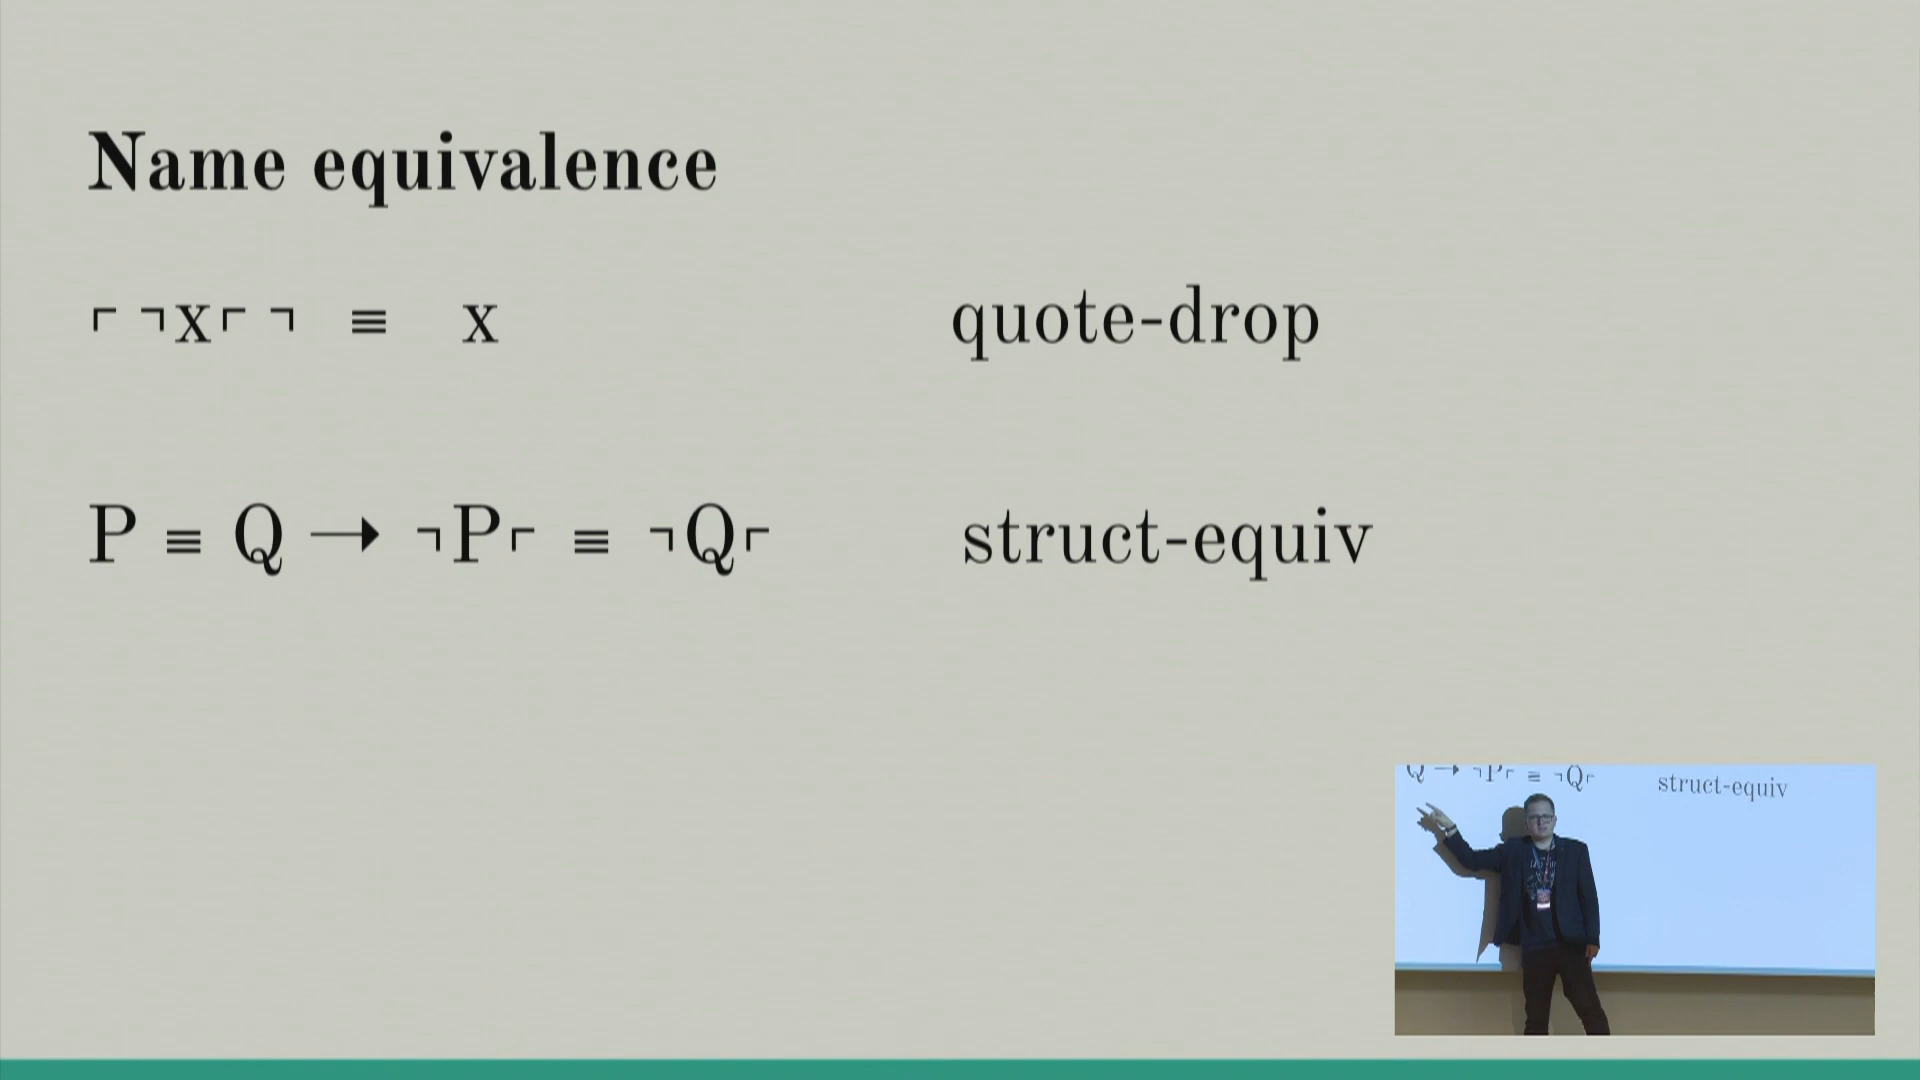 Name equivalence
⌜ ⌝x⌜ ⌝ ≡ x quote-drop
P ≡ Q → ⌝P⌜ ≡ ⌝Q⌜ struct-equiv
Q → ⌝P⌜ ≡ ⌝Q⌜ struct-equiv